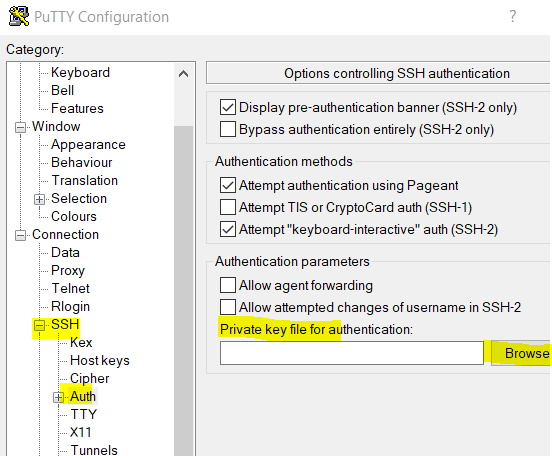 PuTTY Configuration
?
Category:
Keyboard
Bell
Features
Window
Appearance
Behaviour
Translation
Selection
Colours
Connection
Data
Proxy
Telnet
Rlogin
SSH
Kex
Host keys
Cipher
Auth
TTY
X11
Tunnels
Options controlling SSH authentication
Display pre-authentication banner (SSH-2 only)
Bypass authentication entirely (SSH-2 only)
Authentication methods
Attempt authentication using Pageant
Attempt TIS or CryptoCard auth (SSH-1)
Attempt "keyboard-interactive" auth (SSH-2)
Authentication parameters
Allow agent forwarding
Allow attempted changes of username in SSH-2
Private key file for authentication:
Browse